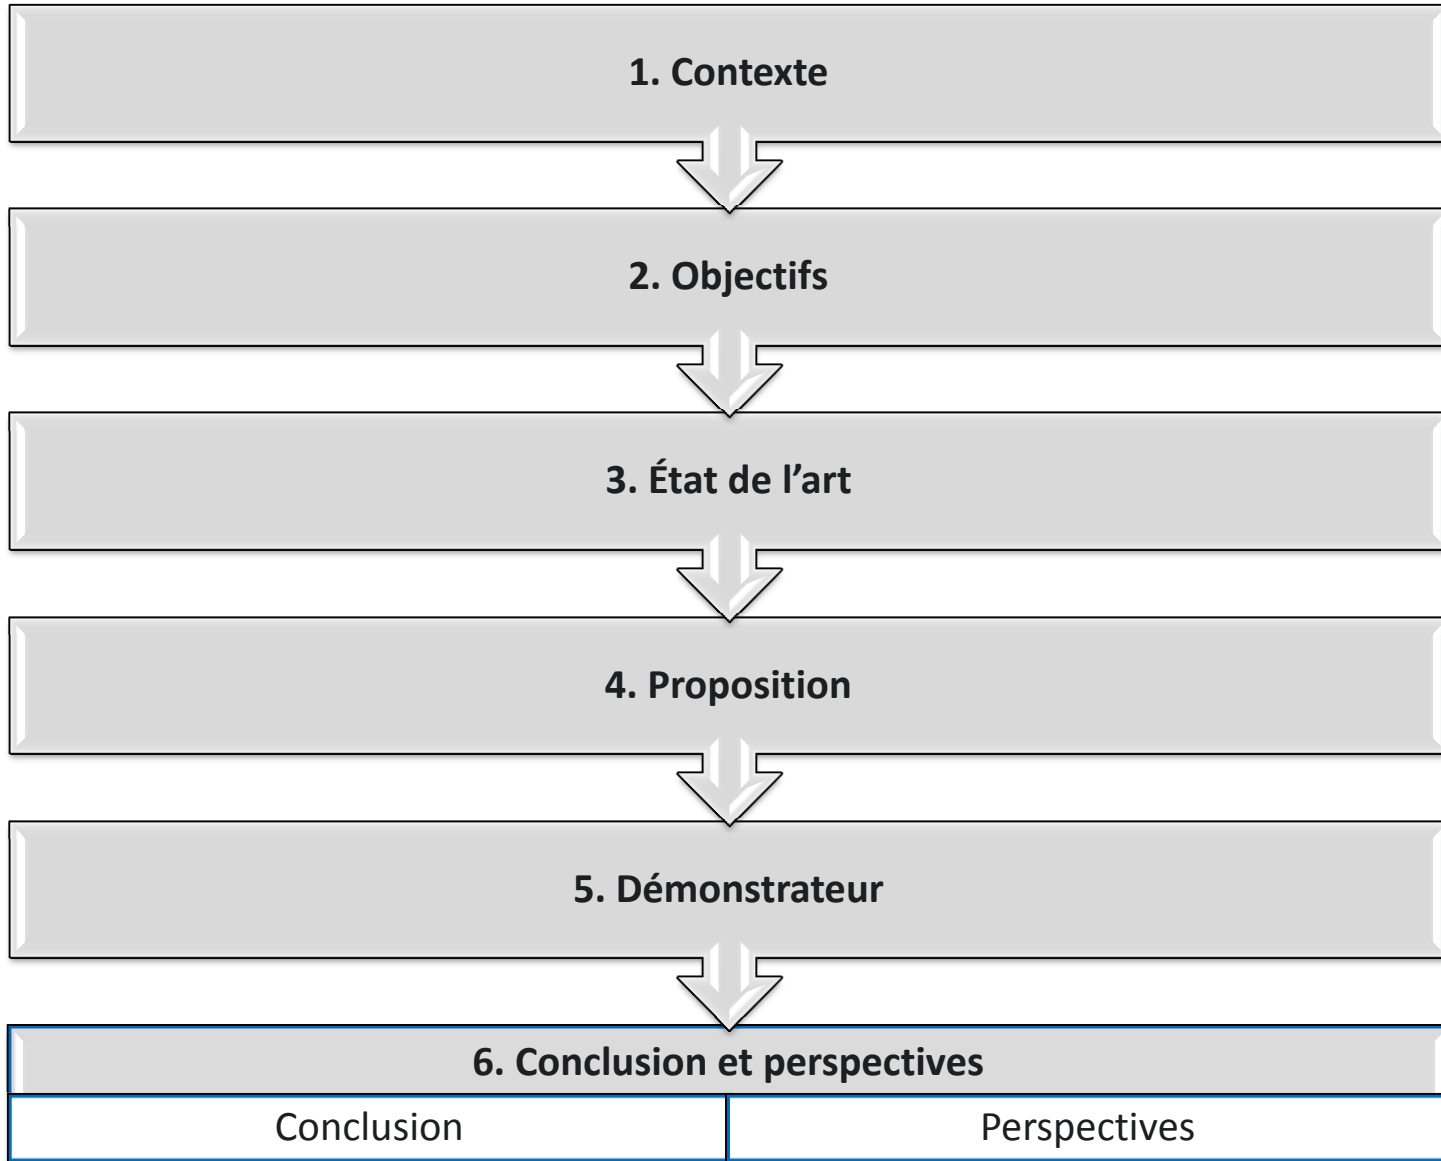 1. Contexte
2. Objectifs
3. État de l’art
4. Proposition
5. Démonstrateur
6. Conclusion et perspectives
Conclusion
Perspectives